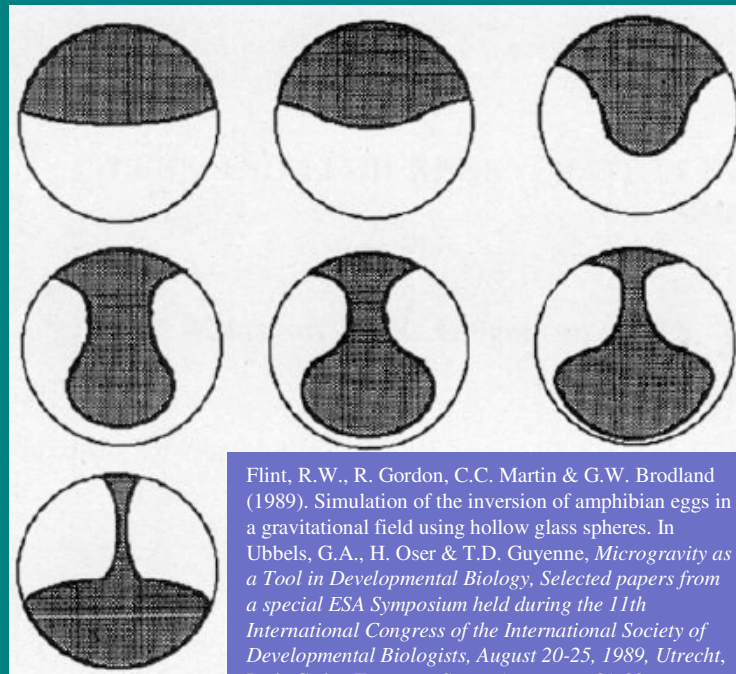 Flint, R.W., R. Gordon, C.C. Martin & G.W. Brodland
(1989). Simulation of the inversion of amphibian eggs in
a gravitational field using hollow glass spheres. In
Ubbels, G.A., H. Oser & T.D. Guyenne, Microgravity as
a Tool in Developmental Biology, Selected papers from
a special ESA Symposium held during the 11th
International Congress of the International Society of
Developmental Biologists, August 20-25, 1989, Utrecht,